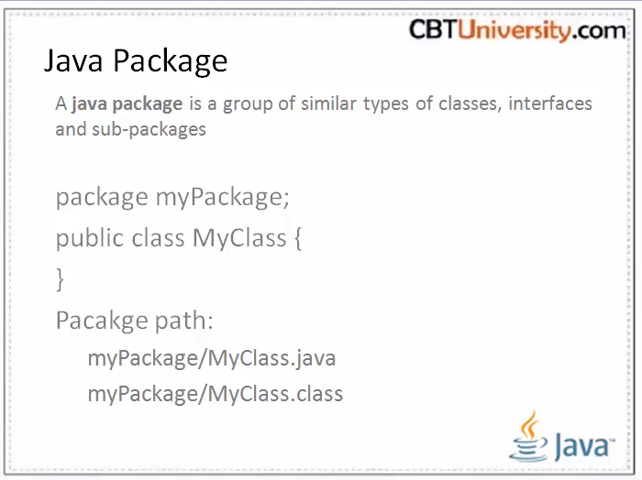 CBTUniversity.com
Java Package
A java package is a group of similar types of classes, interfaces
and sub-packages
package myPackage;
public class MyClass {
}
Pacakge path:
myPackage/MyClass.java
myPackage/MyClass.class
Java™